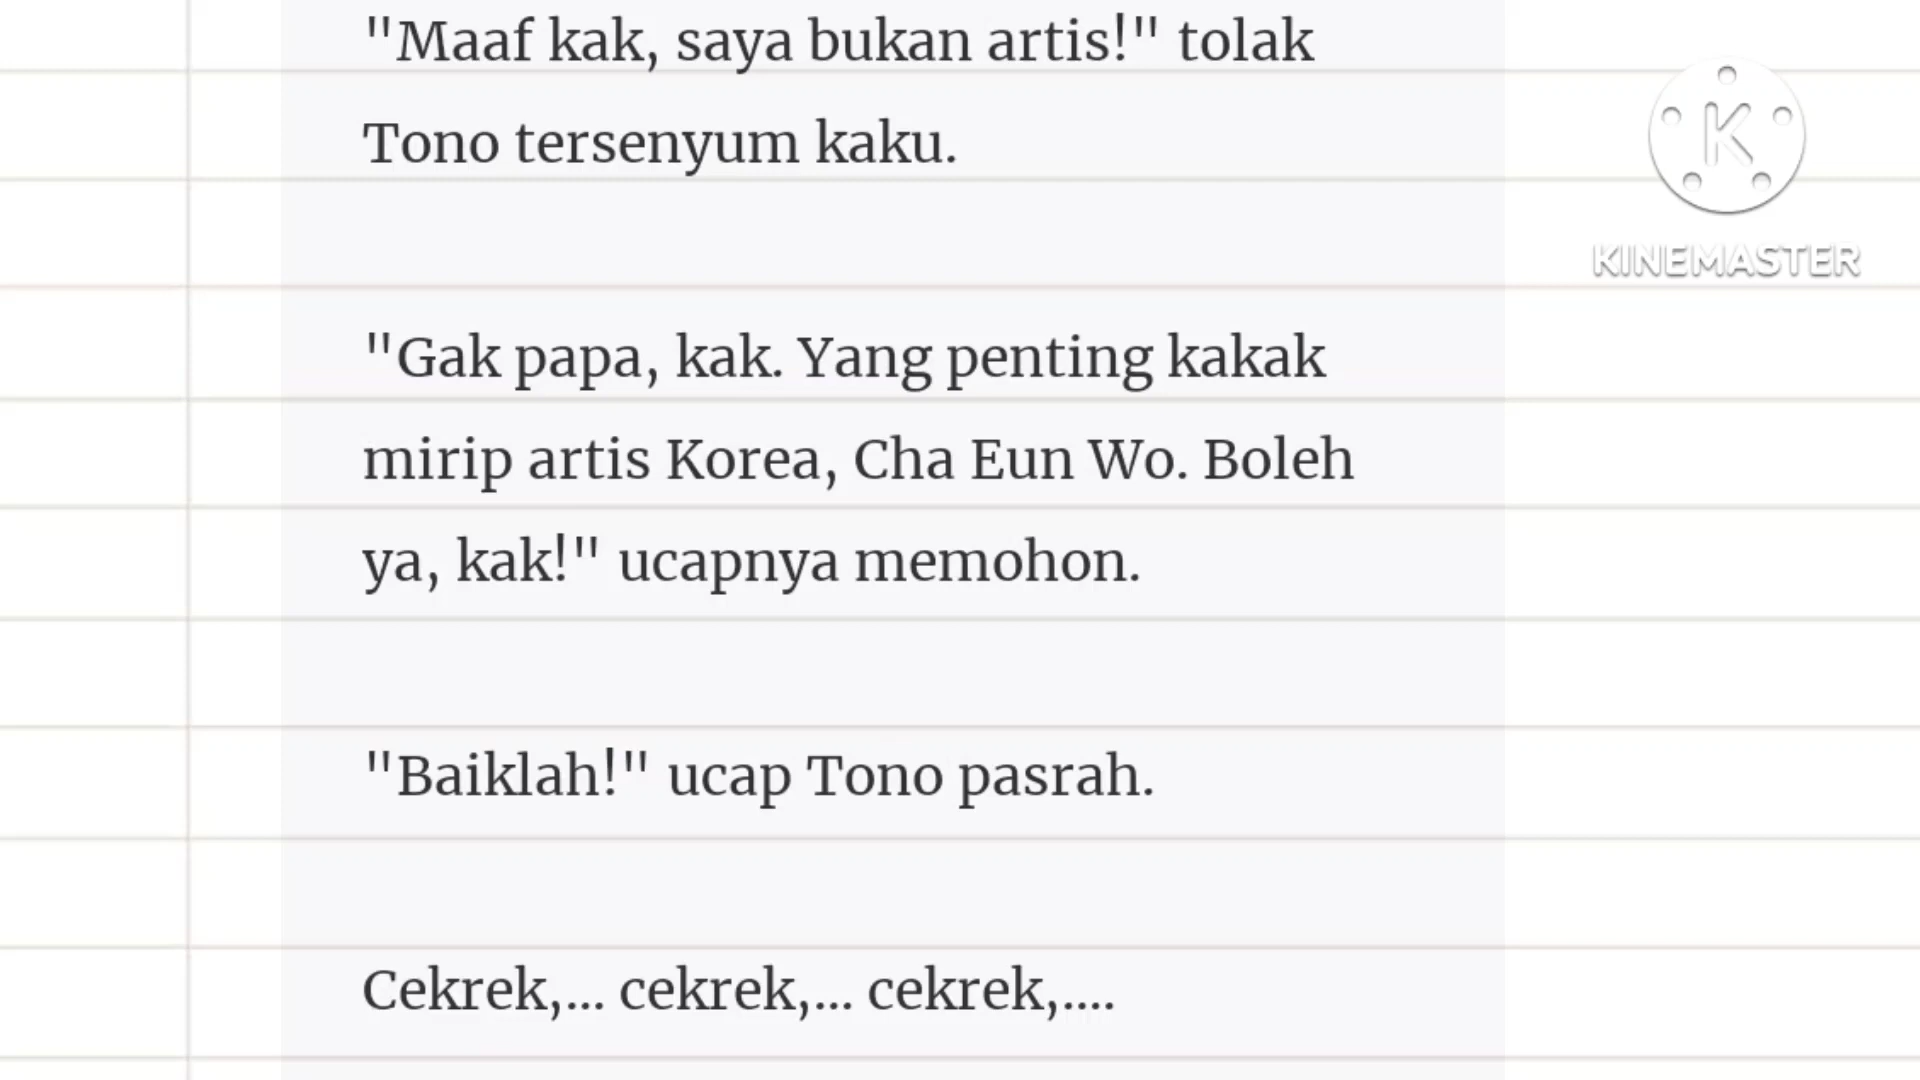 "Maaf kak, saya bukan artis!" tolak
Tono tersenyum kaku.
"Gak papa, kak. Yang penting kakak
mirip artis Korea, Cha Eun Wo. Boleh
ya, kak!" ucapnya memohon.
"Baiklah!" ucap Tono pasrah.
Cekrek,... cekrek,... cekrek,....
K
KINEMASTER